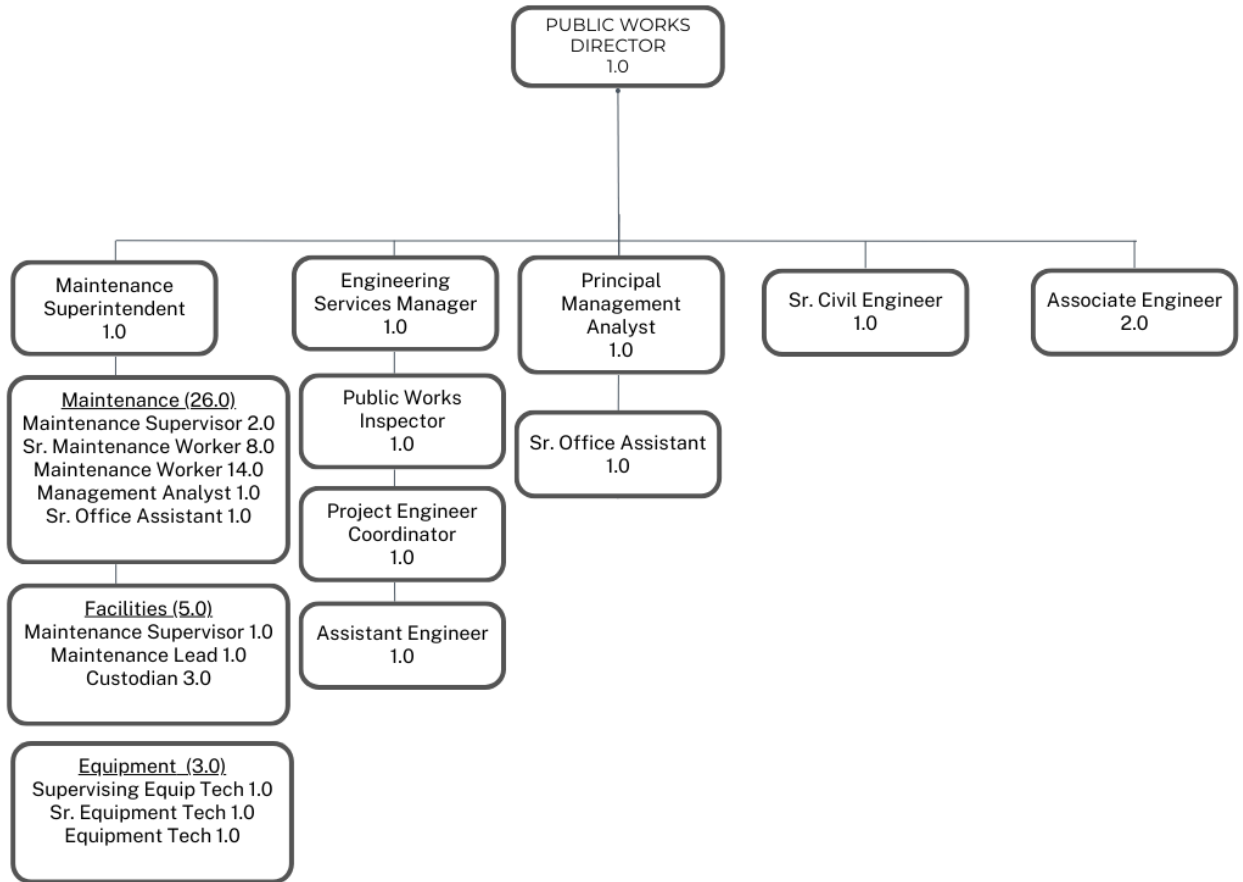 PUBLIC WORKS
DIRECTOR
1.0
Maintenance
Superintendent
1.0
Maintenance (26.0)
Maintenance Supervisor 2.0
Sr. Maintenance Worker 8.0
Maintenance Worker 14.0
Management Analyst 1.0
Sr. Office Assistant 1.0
Facilities (5.0)
Maintenance Supervisor 1.0
Maintenance Lead 1.0
Custodian 3.0
Equipment  (3.0)
Supervising Equip Tech 1.0
Sr. Equipment Tech 1.0
Equipment Tech 1.0
Engineering
Services Manager
1.0
Public Works
Inspector
1.0
Project Engineer
Coordinator
1.0
Assistant Engineer
1.0
Principal
Management
Analyst
1.0
Sr. Office Assistant
1.0
Sr. Civil Engineer
1.0
Associate Engineer
2.0